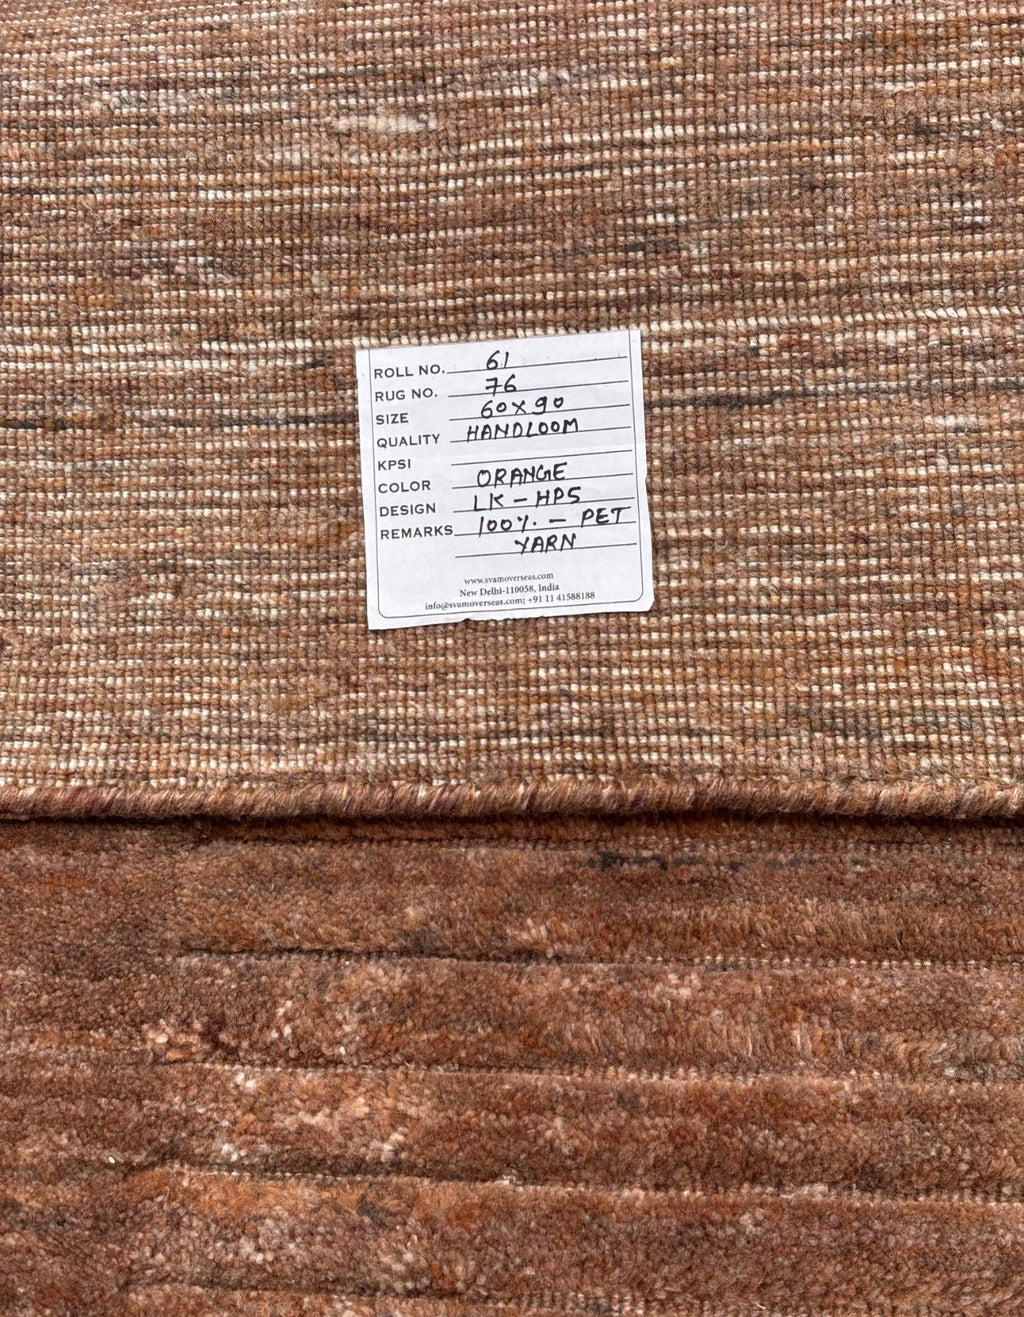 ROLL NO. 61
RUG NO. 76
SIZE 60x90
QUALITY HANDLOOM
KPSI
COLOR ORANGE
DESIGN LK-HPS
REMARKS 100%. - PET
YARN
www.svamoverseas.com
New Delhi-110058, India
info@svamoverseas.com; +91 11 41588188